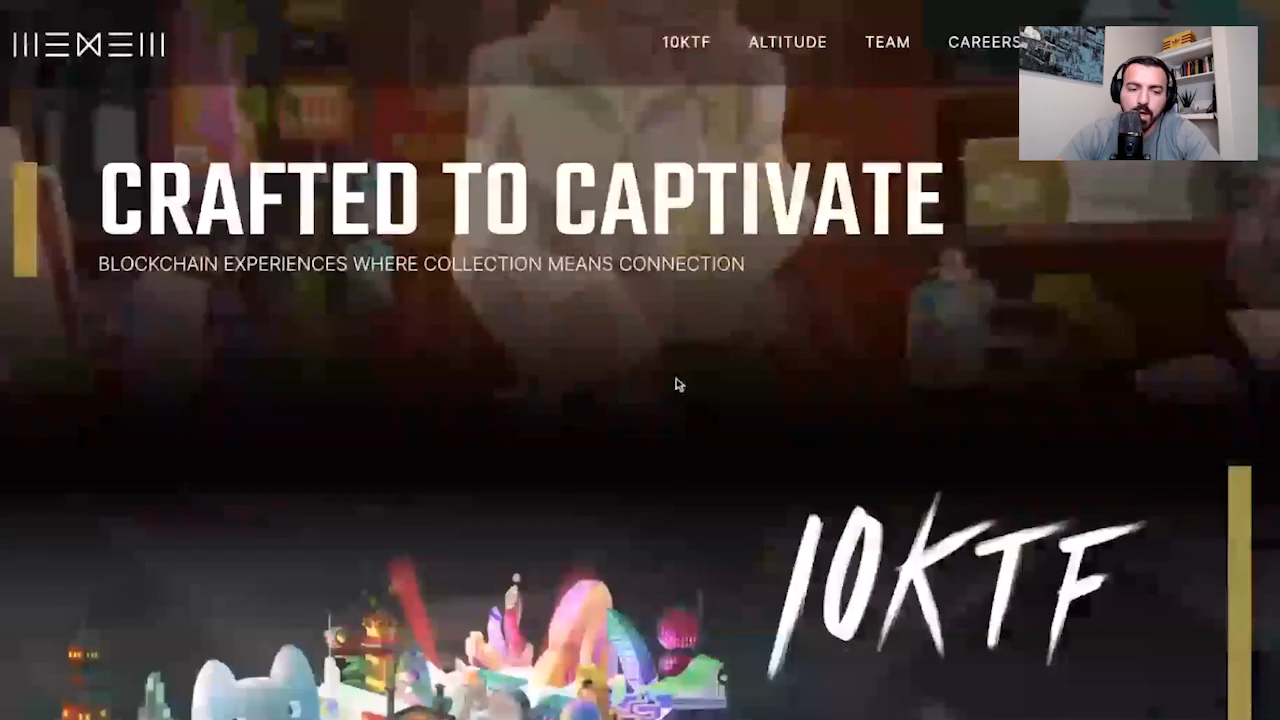 10KTF ALTITUDE TEAM CAREERS
CRAFTED TO CAPTIVATE
BLOCKCHAIN EXPERIENCES WHERE COLLECTION MEANS CONNECTION
10KTF